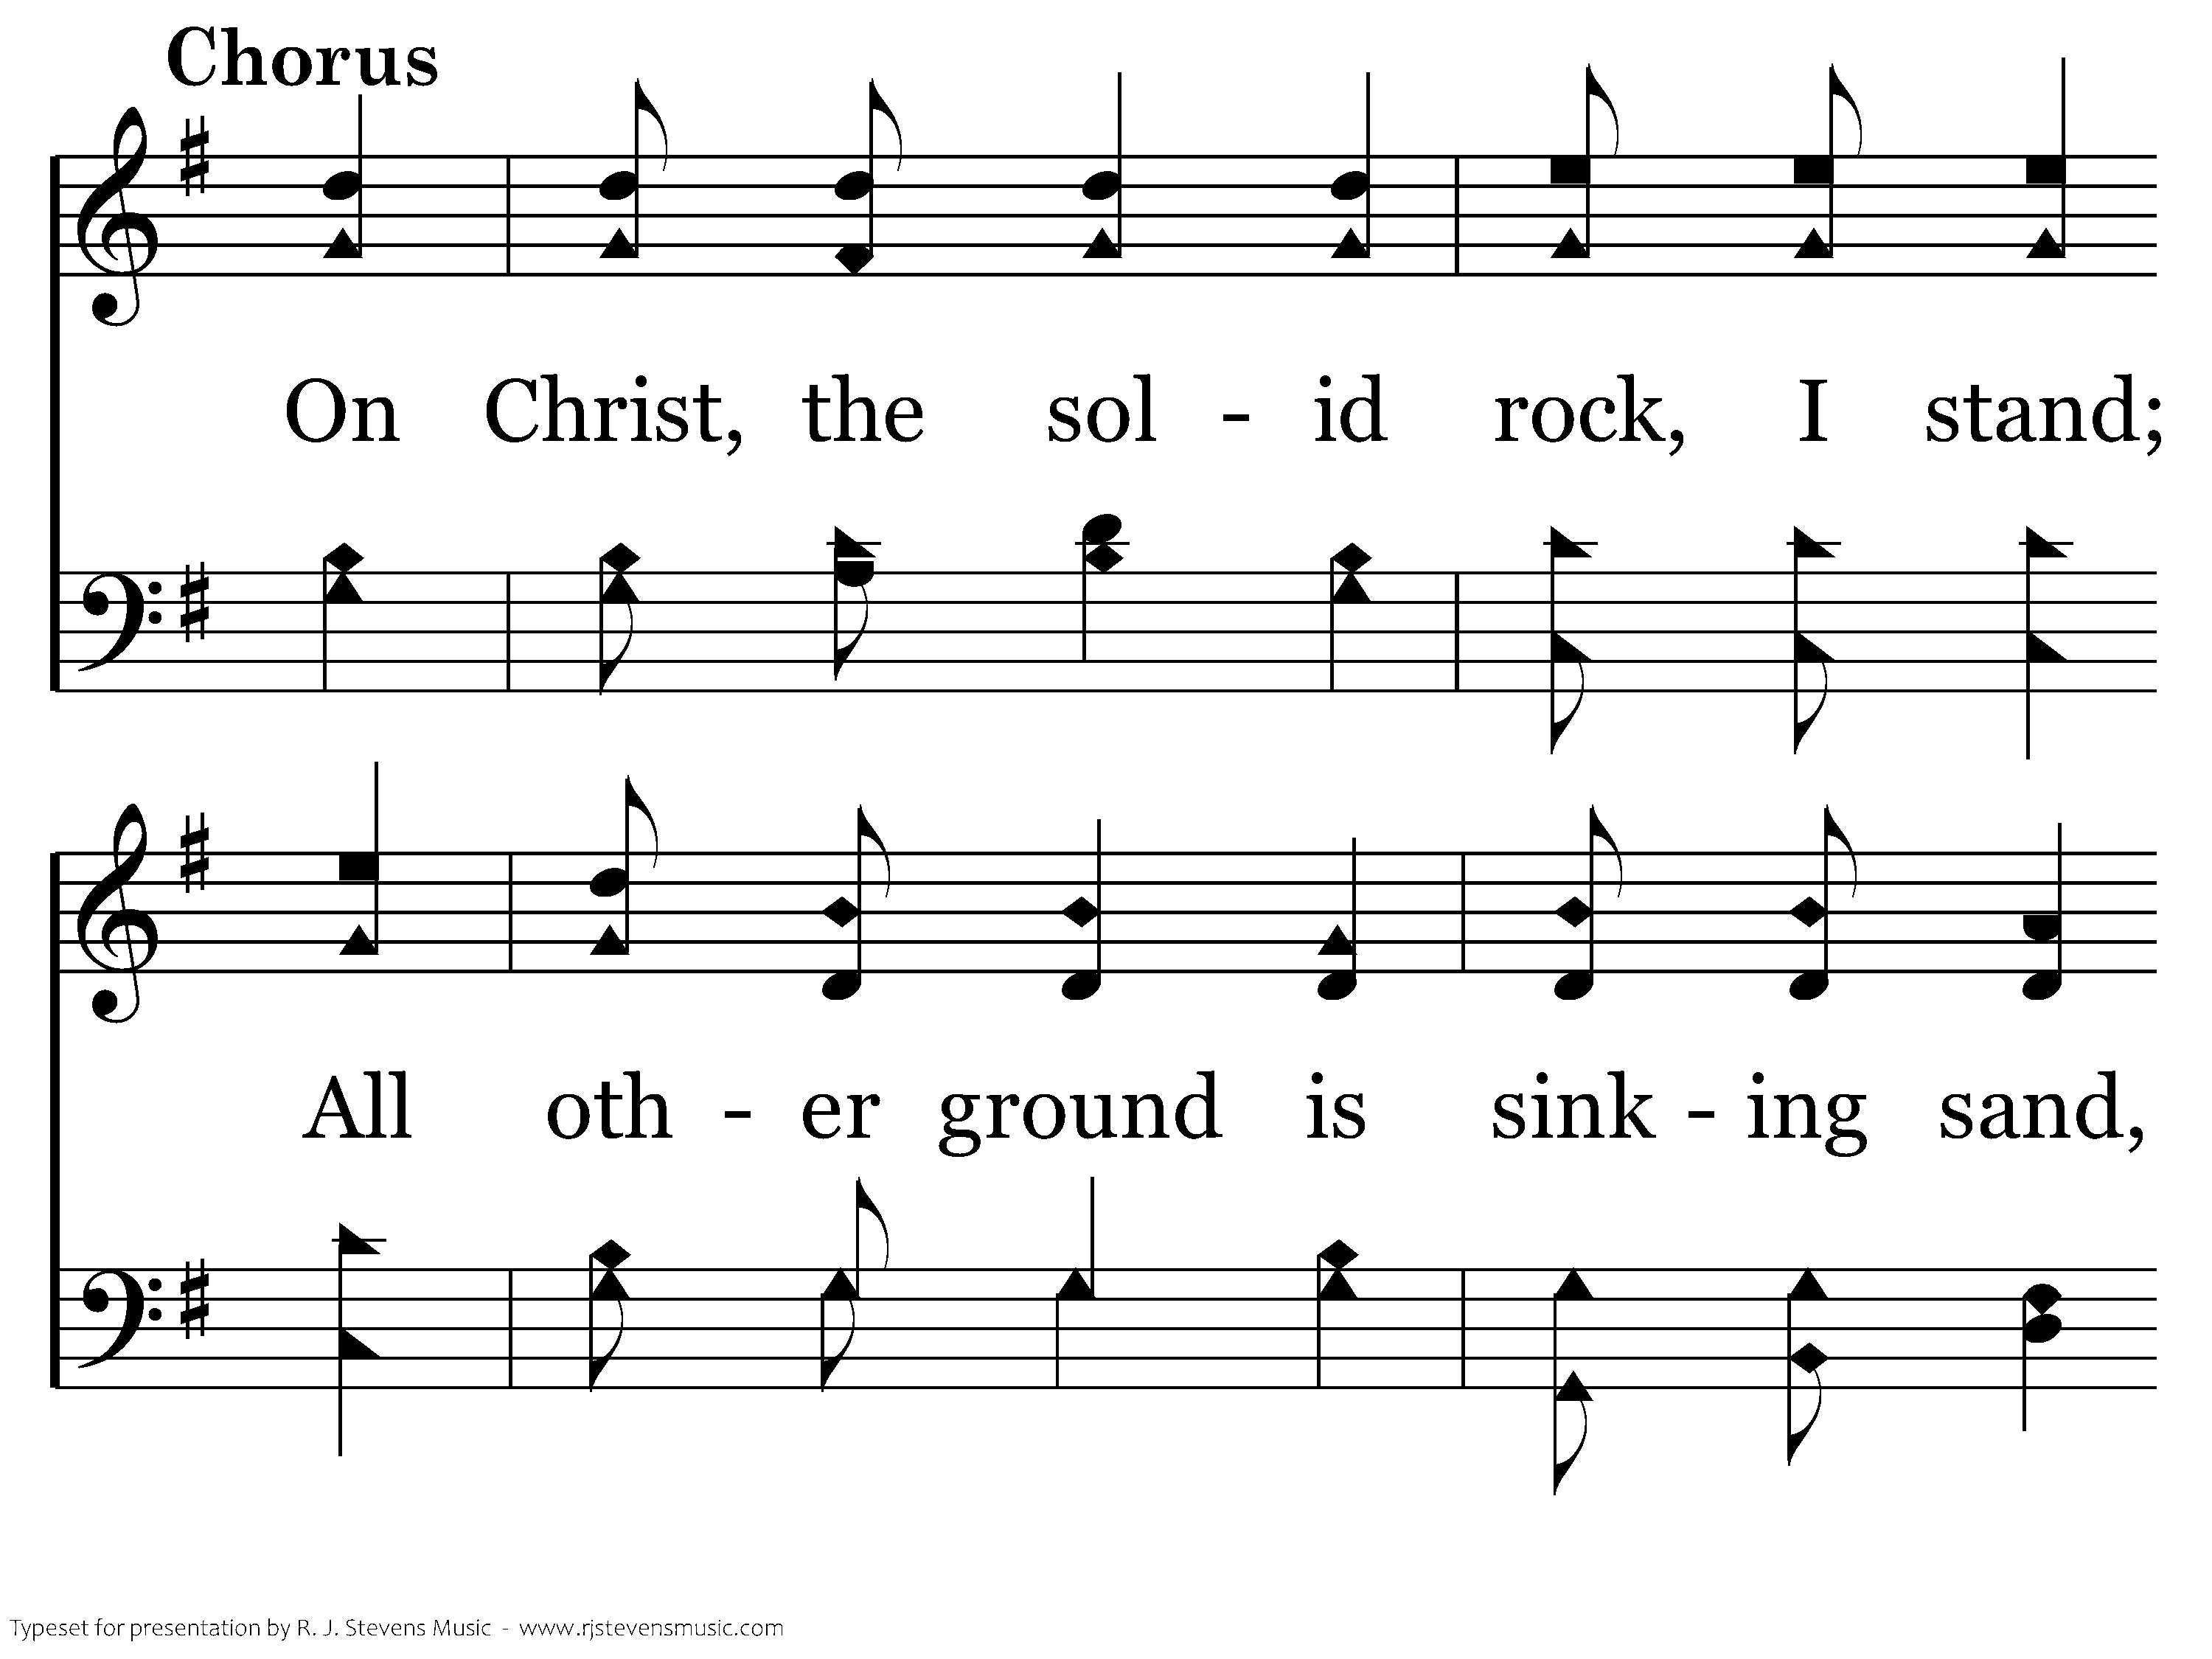 Chorus
On Christ, the sol - id rock, I stand;
All oth - er ground is sink - ing sand,
Typeset for presentation by R. J. Stevens Music - www.rjstevensmusic.com